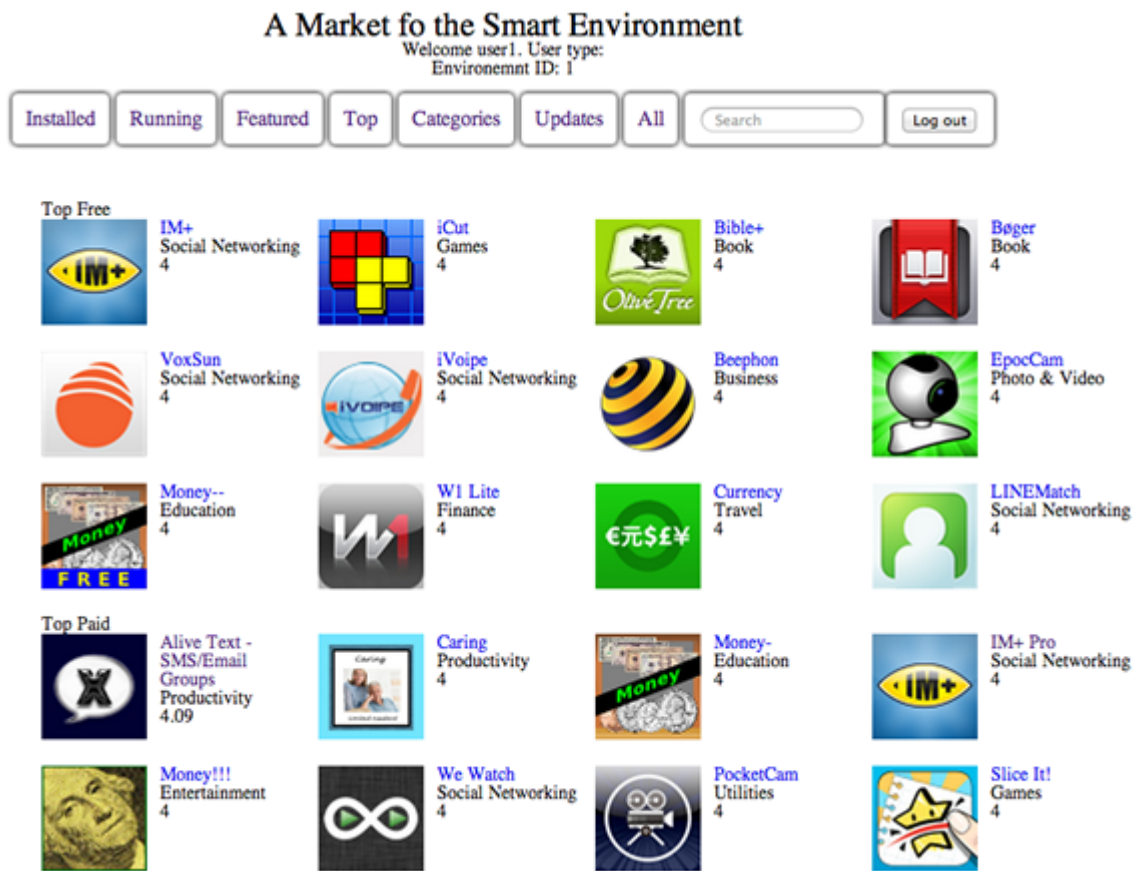 A Market fo the Smart Environment
Welcome user1. User type:
Environemnt ID: 1
Installed
Running
Featured
Top
Categories
Updates
All
Search
Log out
Top Free
IM+
IM+
Social Networking
4
iCut
Games
4
Olive Tree
Bible+
Book
4
Bøger
Book
4
VoxSun
Social Networking
4
iVOIPE
iVoipe
Social Networking
4
Beephon
Business
4
EpocCam
Photo & Video
4
Money
FREE
Money--
Education
4
W1
W1 Lite
Finance
4
€元$£¥
Currency
Travel
4
LINEMatch
Social Networking
4
Top Paid
X
Alive Text -
SMS/Email
Groups
Productivity
4.09
Caring
Caring
Productivity
4
Money
Money-
Education
4
IM+
IM+ Pro
Social Networking
4
Money!!!
Entertainment
4
We Watch
Social Networking
4
PocketCam
Utilities
4
Slice It!
Games
4